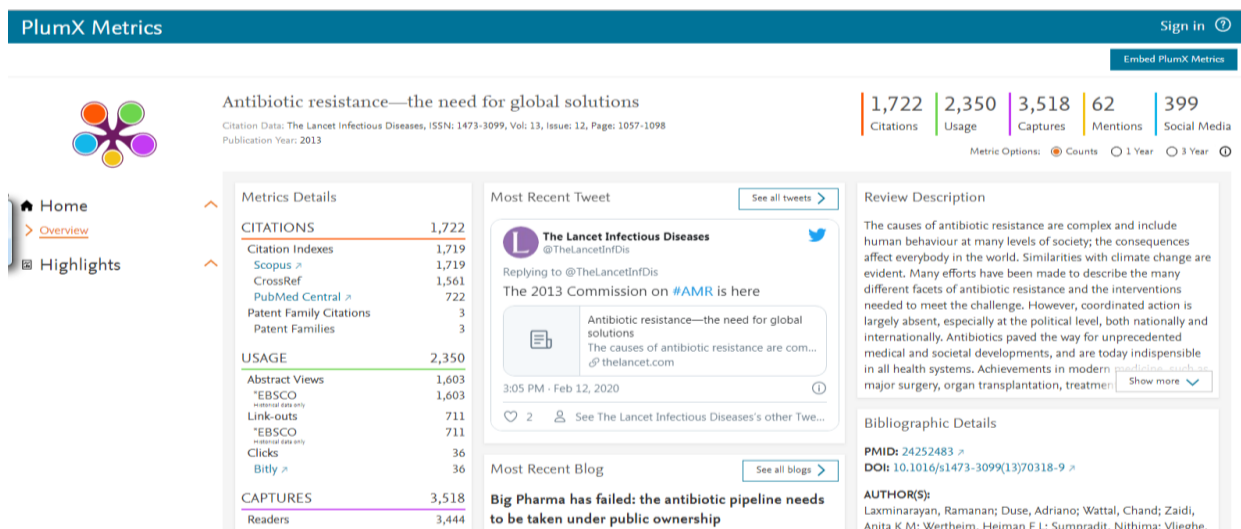 PlumX Metrics
Sign in
Embed PlumX Metrics
Antibiotic resistance—the need for global solutions
Citation Data: The Lancet Infectious Diseases, ISSN: 1473-3099, Vol: 13, Issue: 12, Page: 1057-1098
Publication Year: 2013
1,722 Citations
2,350 Usage
3,518 Captures
62 Mentions
399 Social Media
Metric Options: Counts 1 Year 3 Year
Home
Overview
Highlights
Metrics Details
CITATIONS 1,722
Citation Indexes 1,719
Scopus 1,719
CrossRef 1,561
PubMed Central 722
Patent Family Citations 3
Patent Families 3
USAGE 2,350
Abstract Views 1,603
*EBSCO 1,603
Historical data only
Link-outs 711
*EBSCO 711
Historical data only
Clicks 36
Bitly 36
CAPTURES 3,518
Readers 3,444
Most Recent Tweet
See all tweets
L
The Lancet Infectious Diseases
@TheLancetInfDis
Replying to @TheLancetInfDis
The 2013 Commission on #AMR is here
Antibiotic resistance—the need for global
solutions
The causes of antibiotic resistance are com...
thelancet.com
3:05 PM · Feb 12, 2020
2 See The Lancet Infectious Diseases's other Twe...
Most Recent Blog
See all blogs
Big Pharma has failed: the antibiotic pipeline needs
to be taken under public ownership
Review Description
The causes of antibiotic resistance are complex and include
human behaviour at many levels of society; the consequences
affect everybody in the world. Similarities with climate change are
evident. Many efforts have been made to describe the many
different facets of antibiotic resistance and the interventions
needed to meet the challenge. However, coordinated action is
largely absent, especially at the political level, both nationally and
internationally. Antibiotics paved the way for unprecedented
medical and societal developments, and are today indispensible
in all health systems. Achievements in modern medicine, such as
major surgery, organ transplantation,
Show more
Bibliographic Details
PMID: 24252483
DOI: 10.1016/s1473-3099(13)70318-9
AUTHOR(S):
Laxminarayan, Ramanan; Duse, Adriano; Wattal, Chand; Zaidi,
Anita K M; Wertheim, Heiman F L; Sumpradit, Nithima; Vlieghe,